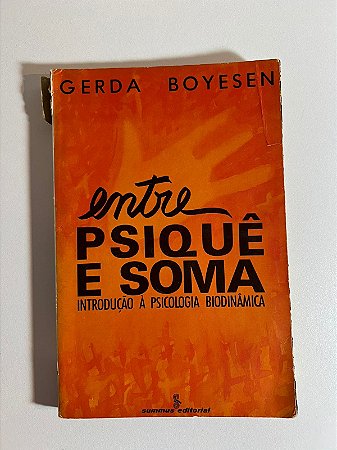 GERDA BOYESEN
entre
PSIQUÊ
E SOMA
INTRODUÇÃO À PSICOLOGIA BIODINÂMICA
summus editorial